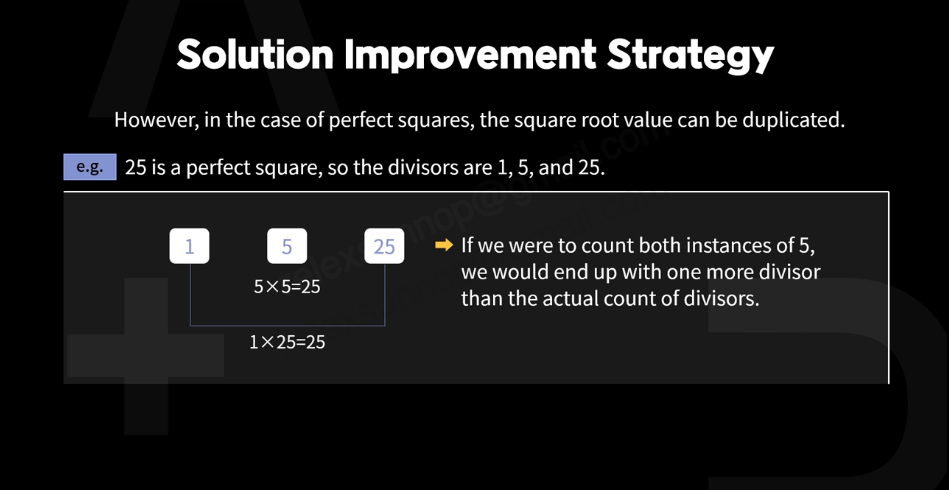 Solution Improvement Strategy
However, in the case of perfect squares, the square root value can be duplicated.
e.g. 25 is a perfect square, so the divisors are 1, 5, and 25.
1 5 25
5×5=25
1×25=25
➡ If we were to count both instances of 5,
we would end up with one more divisor
than the actual count of divisors.